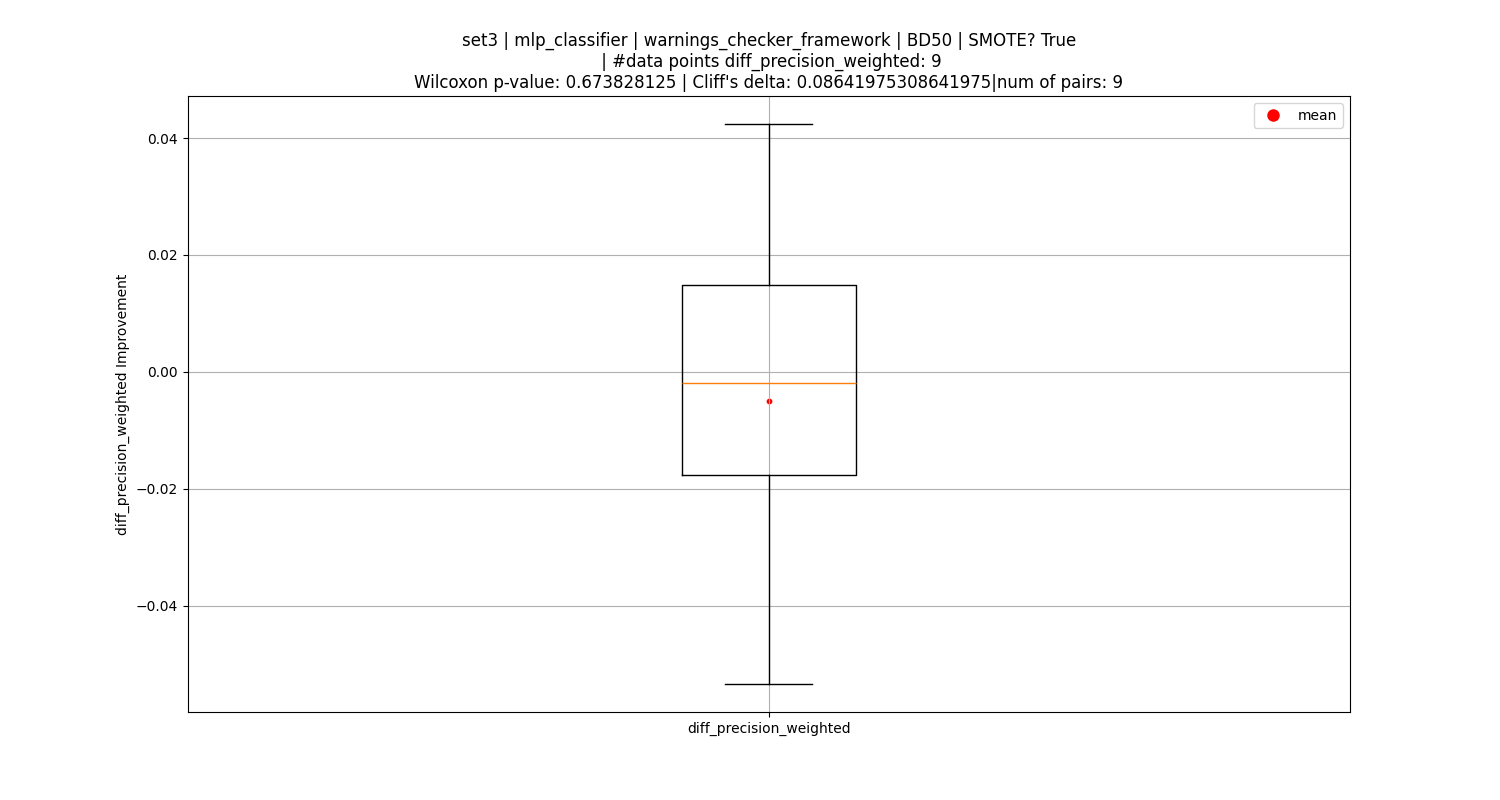 set3 | mlp_classifier | warnings_checker_framework | BD50 | SMOTE? True
| #data points diff_precision_weighted: 9
Wilcoxon p-value: 0.673828125 | Cliff's delta: 0.08641975308641975|num of pairs: 9
mean
0.04
0.02
0.00
−0.02
−0.04
diff_precision_weighted Improvement
diff_precision_weighted